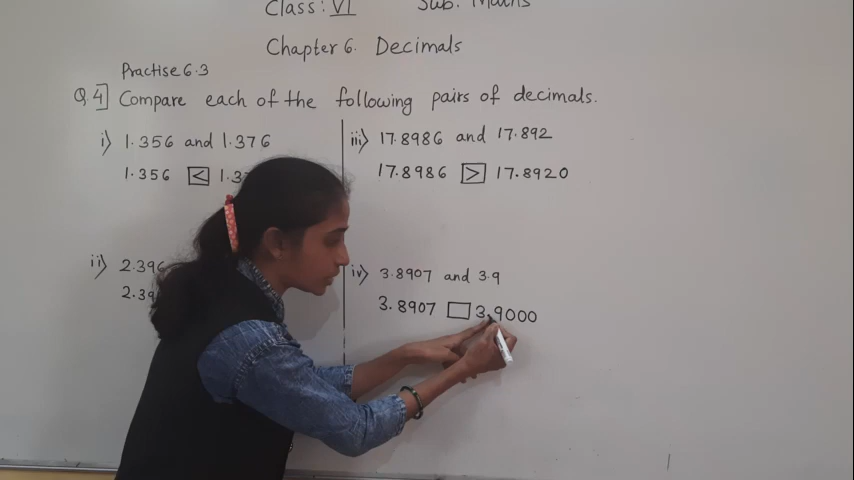 Class: VI Sub. Maths
Chapter 6. Decimals
Practise 6.3
Q.4] Compare each of the following pairs of decimals.
i) 1.356 and 1.376
1.356 < 1.3
ii) 2.396
2.39
iii) 17.8986 and 17.892
17.8986 > 17.8920
iv) 3.8907 and 3.9
3.8907 □ 3.9000